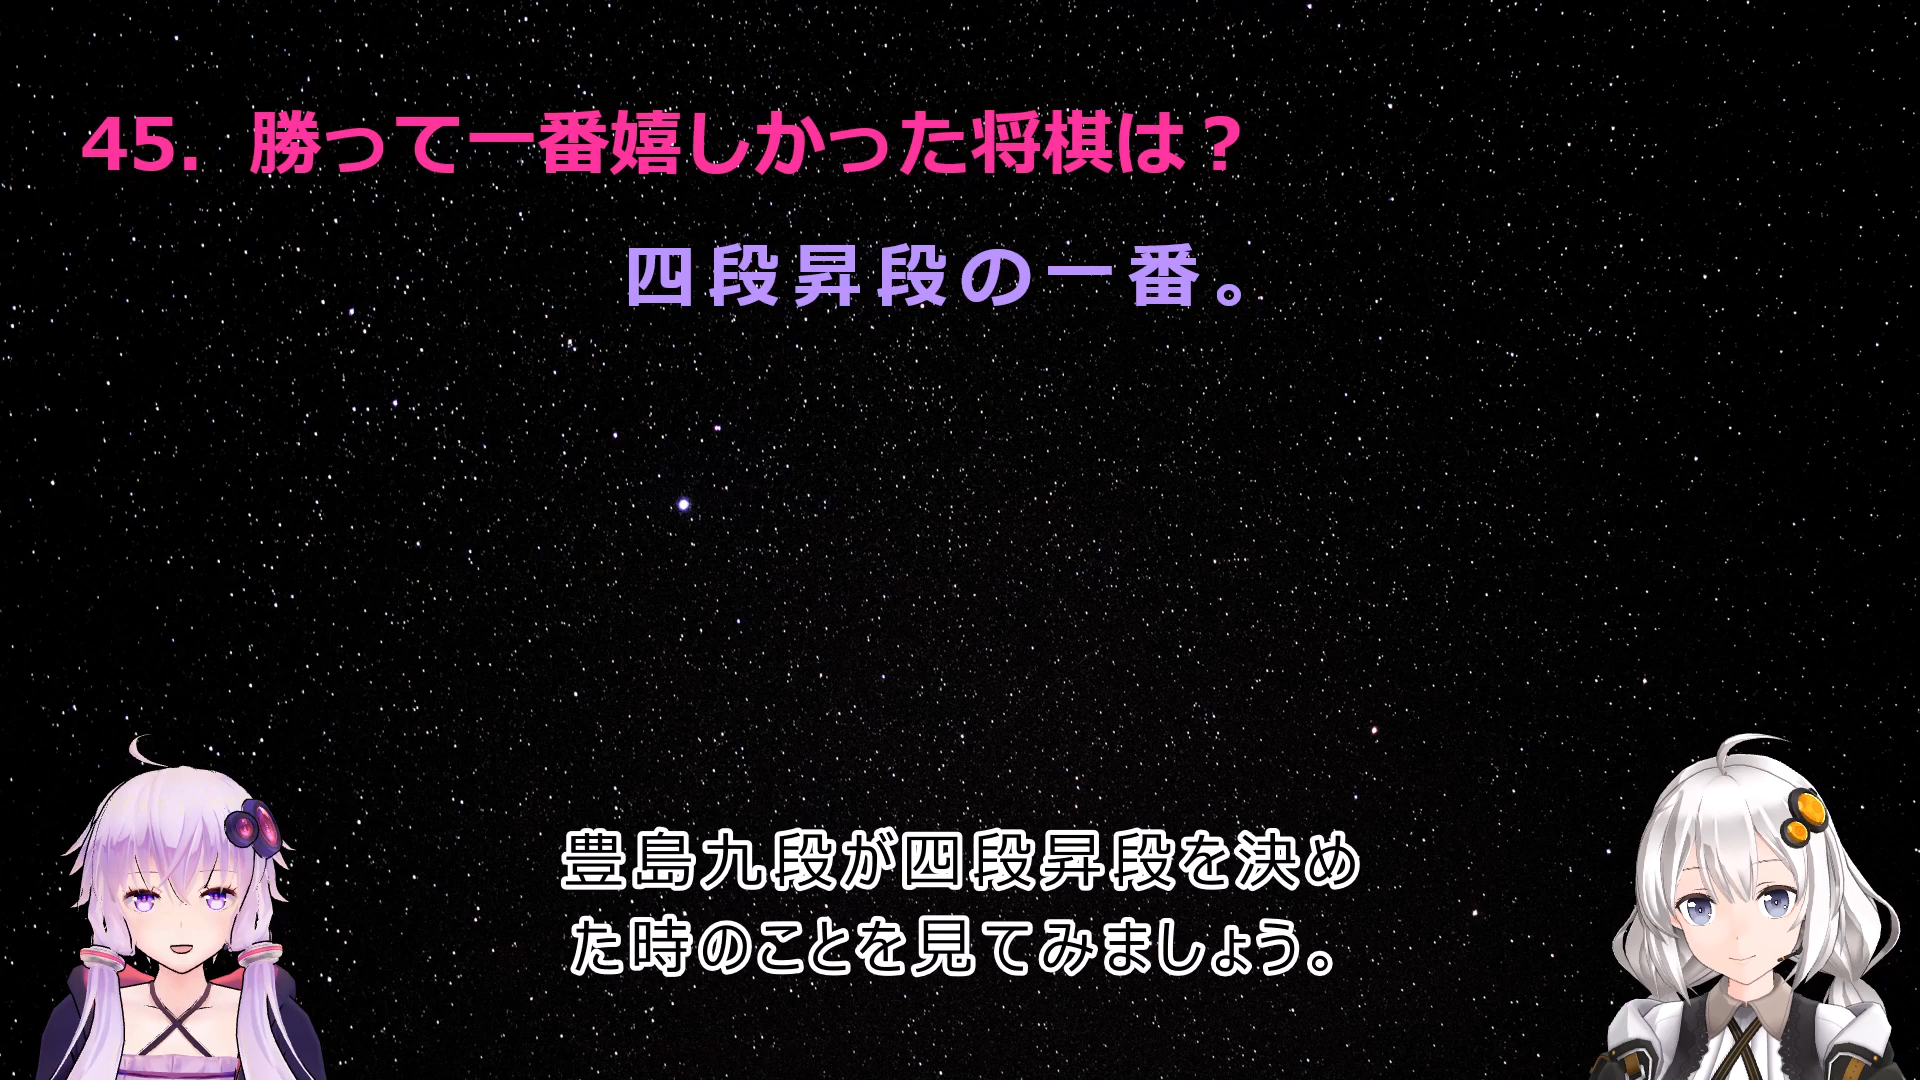 45. 勝って一番嬉しかった将棋は？
四段昇段の一番。
豊島九段が四段昇段を決め
た時のことを見てみましょう。